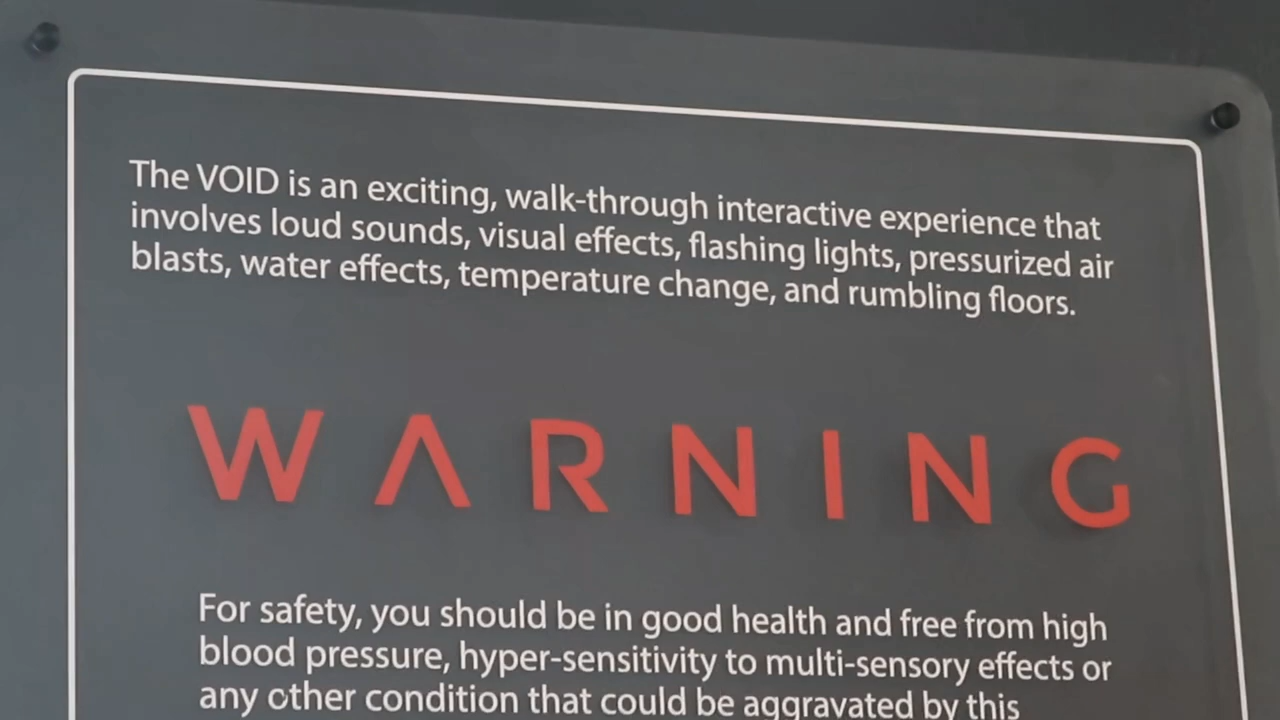 The VOID is an exciting, walk-through interactive experience that
involves loud sounds, visual effects, flashing lights, pressurized air
blasts, water effects, temperature change, and rumbling floors.
WARNING
For safety, you should be in good health and free from high
blood pressure, hyper-sensitivity to multi-sensory effects or
any other condition that could be aggravated by this